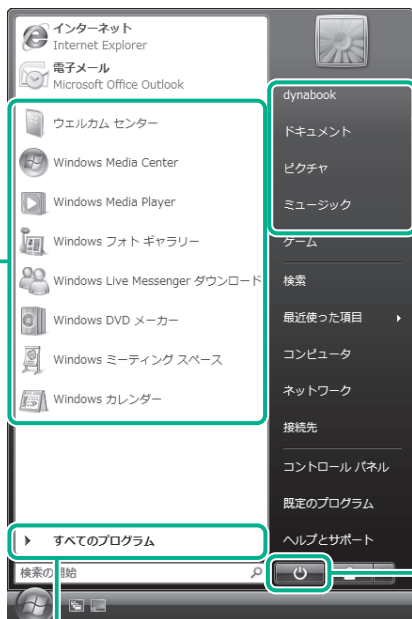 インターネット
Internet Explorer
電子メール
Microsoft Office Outlook
ウェルカム センター
Windows Media Center
Windows Media Player
Windows フォト ギャラリー
Windows Live Messenger ダウンロード
Windows DVD メーカー
Windows ミーティング スペース
Windows カレンダー
すべてのプログラム
検索の開始
dynabook
ドキュメント
ピクチャ
ミュージック
ゲーム
検索
最近使った項目
コンピュータ
ネットワーク
接続先
コントロール パネル
既定のプログラム
ヘルプとサポート